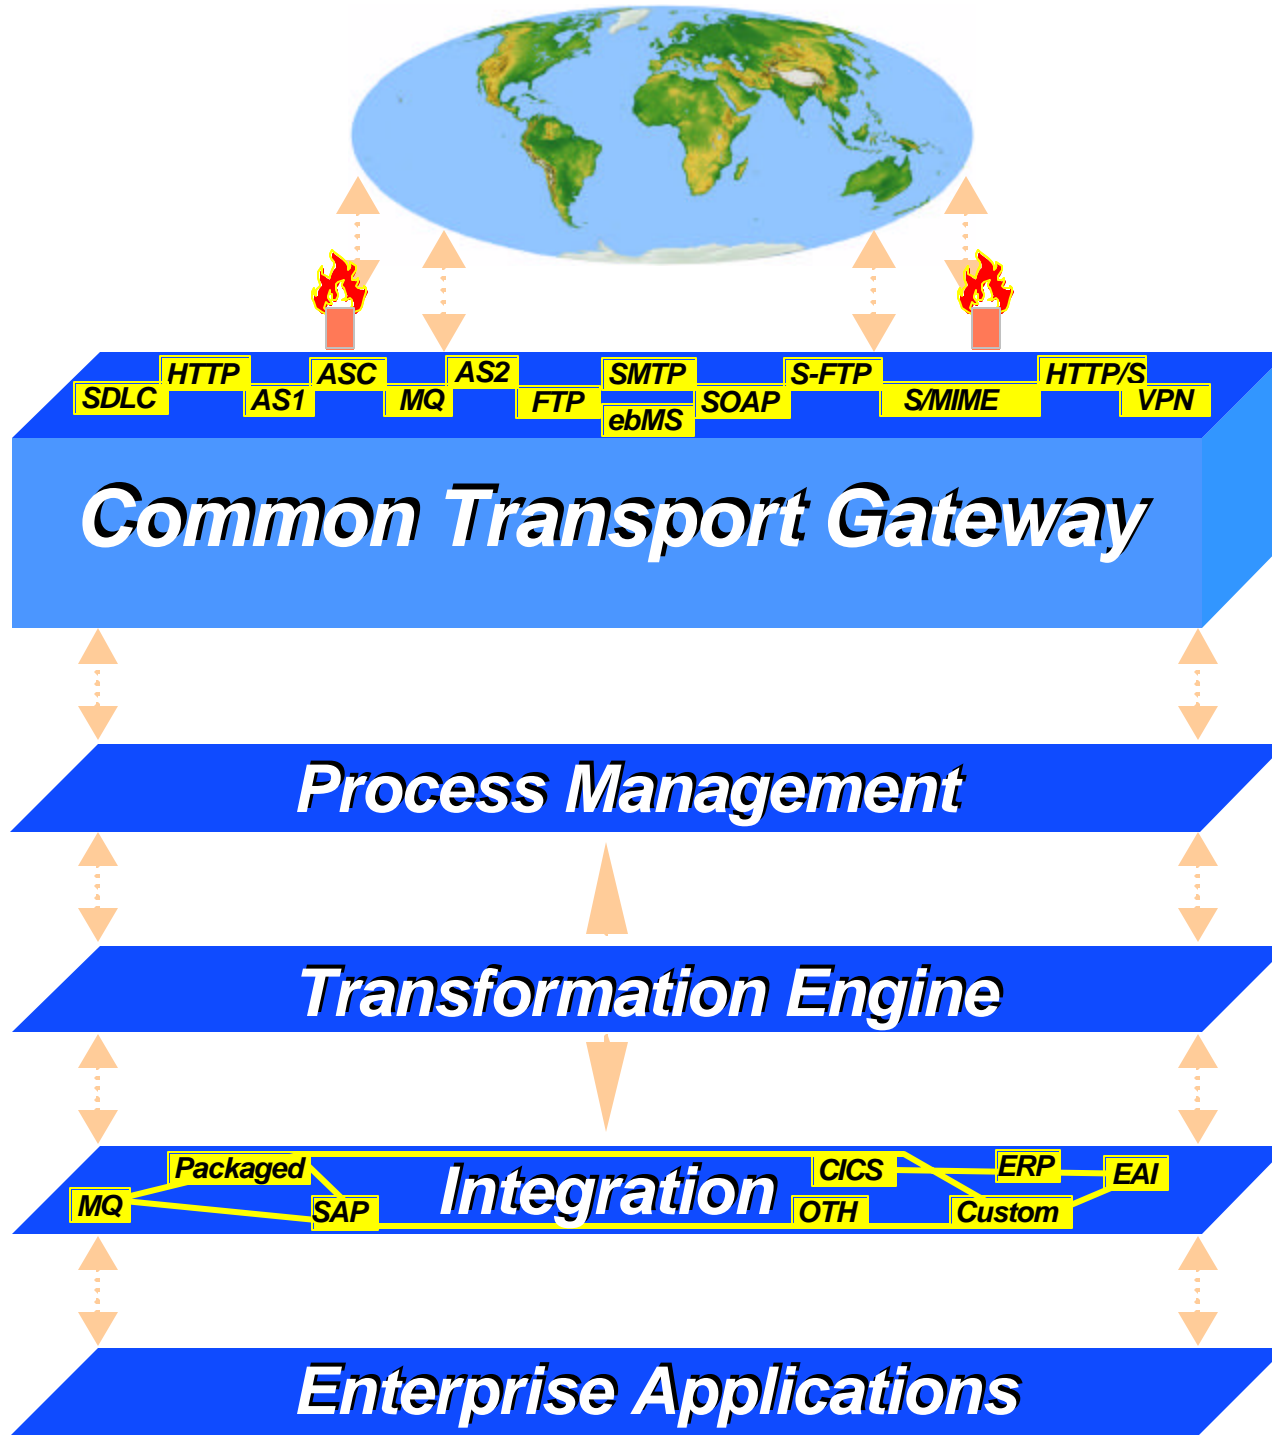 HTTP
ASC
AS2
SMTP
S-FTP
HTTP/S
SDLC
AS1
MQ
FTP
ebMS
SOAP
S/MIME
VPN
Common Transport Gateway
Process Management
Transformation Engine
Packaged
CICS
ERP
EAI
MQ
SAP
Integration
OTH
Custom
Enterprise Applications